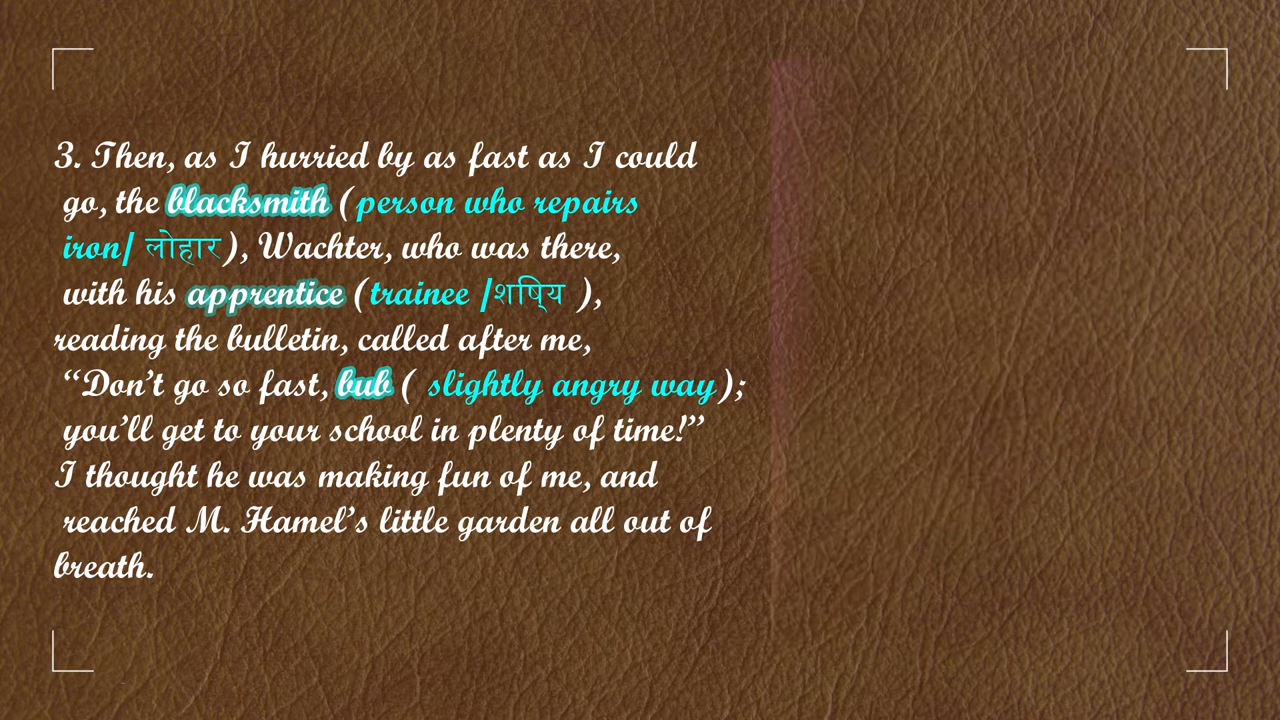 3. Then, as I hurried by as fast as I could
go, the blacksmith (person who repairs
iron/ लोहार), Wachter, who was there,
with his apprentice (trainee /शषि्य ),
reading the bulletin, called after me,
“Don’t go so fast, bub ( slightly angry way);
you’ll get to your school in plenty of time!”
I thought he was making fun of me, and
reached M. Hamel’s little garden all out of
breath.